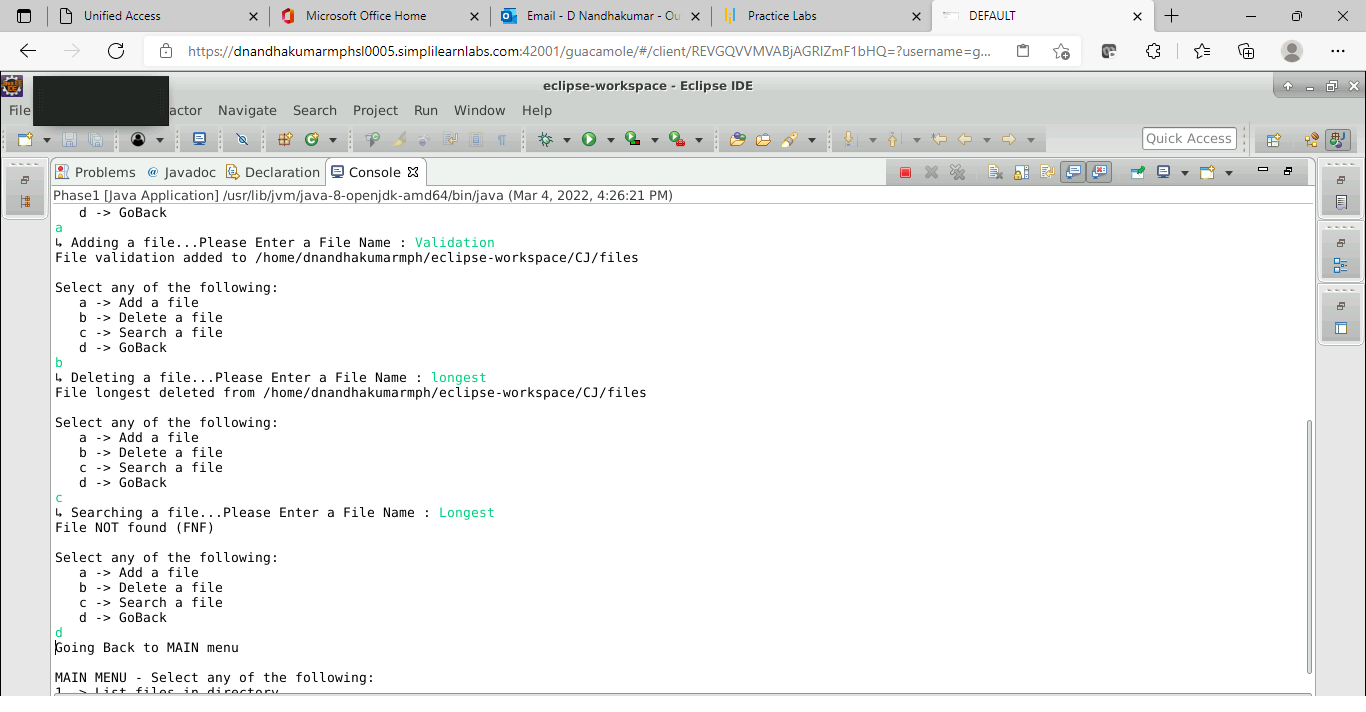 Unified Access
Microsoft Office Home
Email - D Nandhakumar - Ou
Practice Labs
DEFAULT
https://dnandhakumarmphsl0005.simplilearnlabs.com:42001/guacamole/#/client/REVGQVVMVABjAGRlZmF1bHQ=?username=g...
eclipse-workspace - Eclipse IDE
File actor Navigate Search Project Run Window Help
Quick Access
Problems @ Javadoc Declaration Console
Phase1 [Java Application] /usr/lib/jvm/java-8-openjdk-amd64/bin/java (Mar 4, 2022, 4:26:21 PM)
d -> GoBack
a
↳ Adding a file...Please Enter a File Name : Validation
File validation added to /home/dnandhakumarmph/eclipse-workspace/CJ/files
Select any of the following:
a -> Add a file
b -> Delete a file
c -> Search a file
d -> GoBack
b
↳ Deleting a file...Please Enter a File Name : longest
File longest deleted from /home/dnandhakumarmph/eclipse-workspace/CJ/files
Select any of the following:
a -> Add a file
b -> Delete a file
c -> Search a file
d -> GoBack
c
↳ Searching a file...Please Enter a File Name : Longest
File NOT found (FNF)
Select any of the following:
a -> Add a file
b -> Delete a file
c -> Search a file
d -> GoBack
d
Going Back to MAIN menu
MAIN MENU - Select any of the following:
1 -> List files in directory